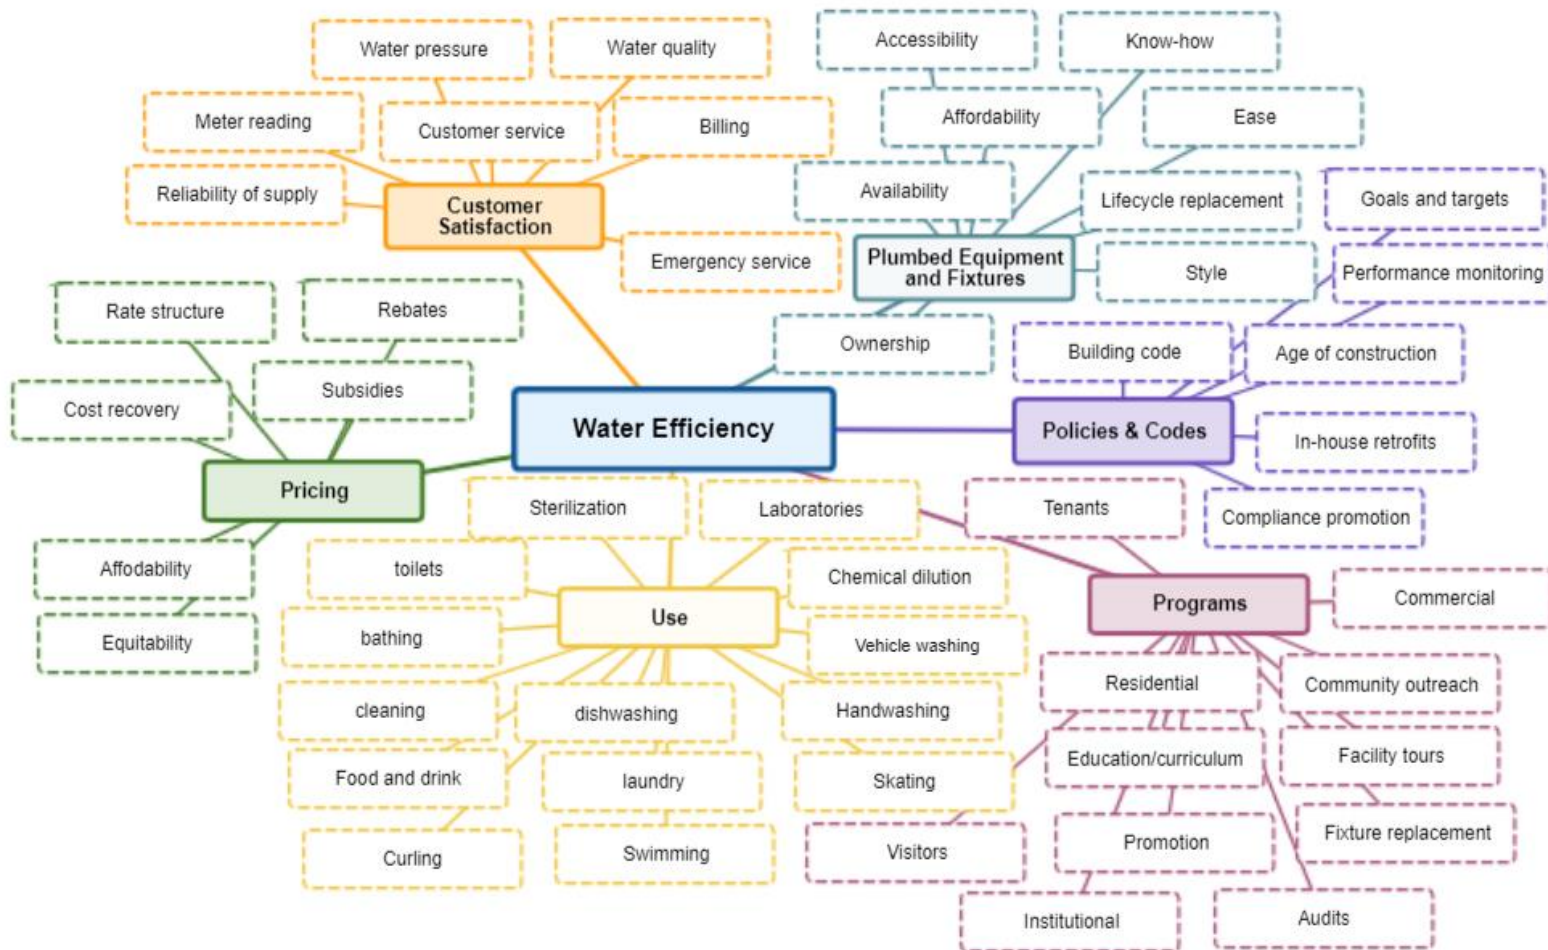 Water pressure
Water quality
Meter reading
Customer service
Billing
Reliability of supply
Customer
Satisfaction
Emergency service
Accessibility
Know-how
Affordability
Ease
Availability
Lifecycle replacement
Plumbed Equipment
and Fixtures
Style
Ownership
Goals and targets
Performance monitoring
Building code
Age of construction
Policies & Codes
In-house retrofits
Compliance promotion
Rate structure
Rebates
Subsidies
Cost recovery
Pricing
Affodability
Equitability
Water Efficiency
Sterilization
Laboratories
toilets
Chemical dilution
Use
bathing
Vehicle washing
cleaning
dishwashing
Handwashing
Food and drink
laundry
Skating
Curling
Swimming
Tenants
Programs
Commercial
Residential
Community outreach
Education/curriculum
Facility tours
Visitors
Promotion
Fixture replacement
Institutional
Audits